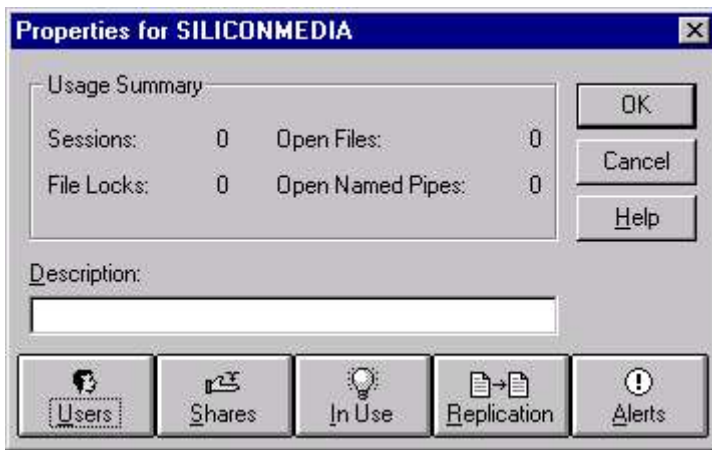 Properties for SILICONMEDIA
Usage Summary
Sessions: 0 Open Files: 0
File Locks: 0 Open Named Pipes: 0
OK
Cancel
Help
Description:
Users Shares In Use Replication Alerts